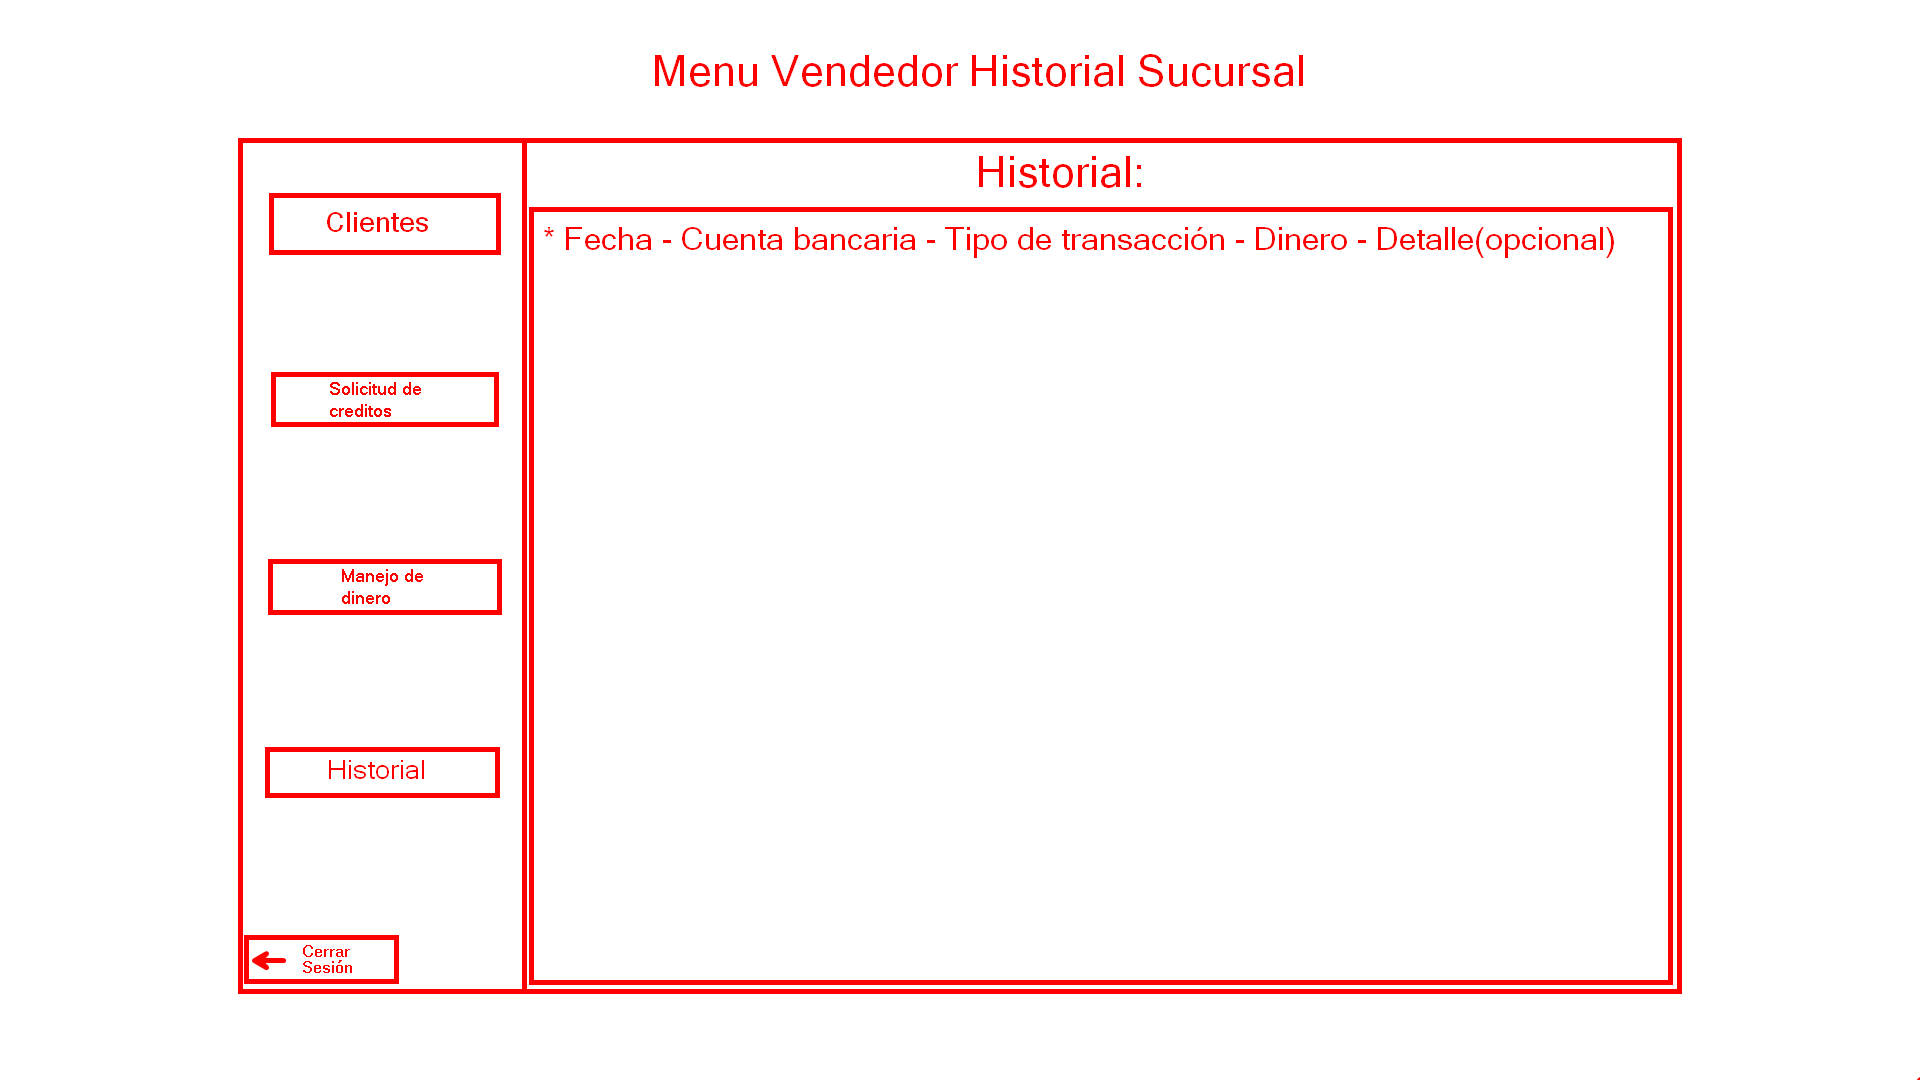 Menu Vendedor Historial Sucursal
Historial:
Clientes
* Fecha - Cuenta bancaria - Tipo de transacción - Dinero - Detalle(opcional)
Solicitud de
creditos
Manejo de
dinero
Historial
Cerrar
Sesión